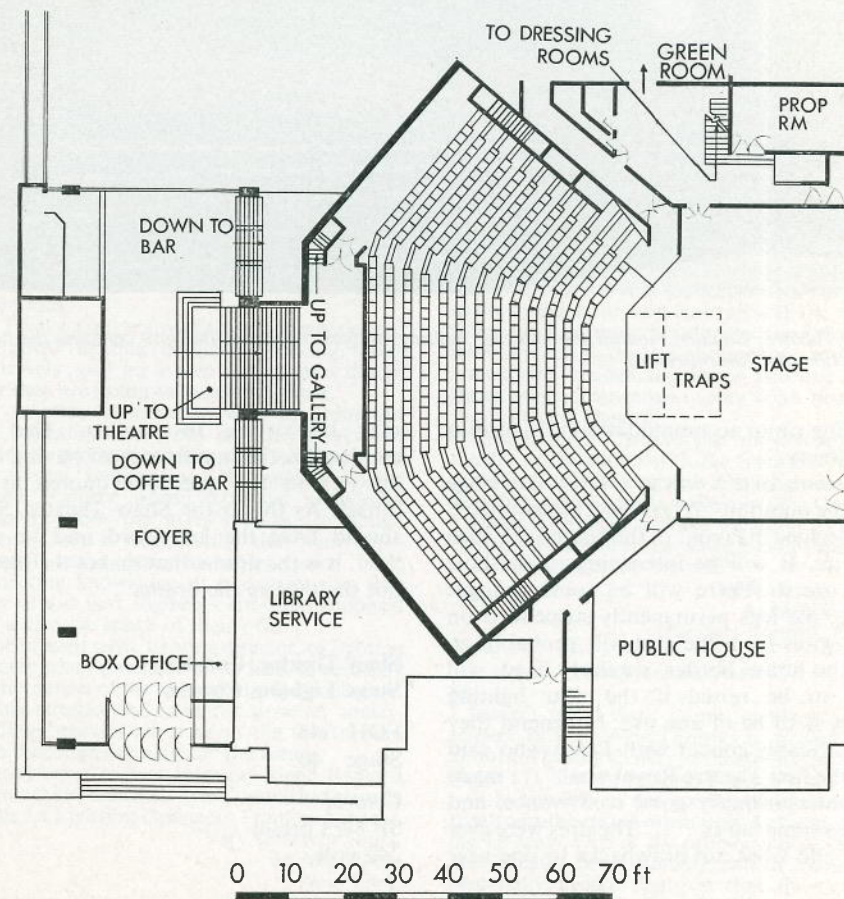 TO DRESSING
ROOMS
GREEN
ROOM
PROP
RM
DOWN TO
BAR
UP TO GALLERY
LIFT
TRAPS
STAGE
UP TO
THEATRE
DOWN TO
COFFEE BAR
FOYER
LIBRARY
SERVICE
BOX OFFICE
PUBLIC HOUSE
0 10 20 30 40 50 60 70 ft